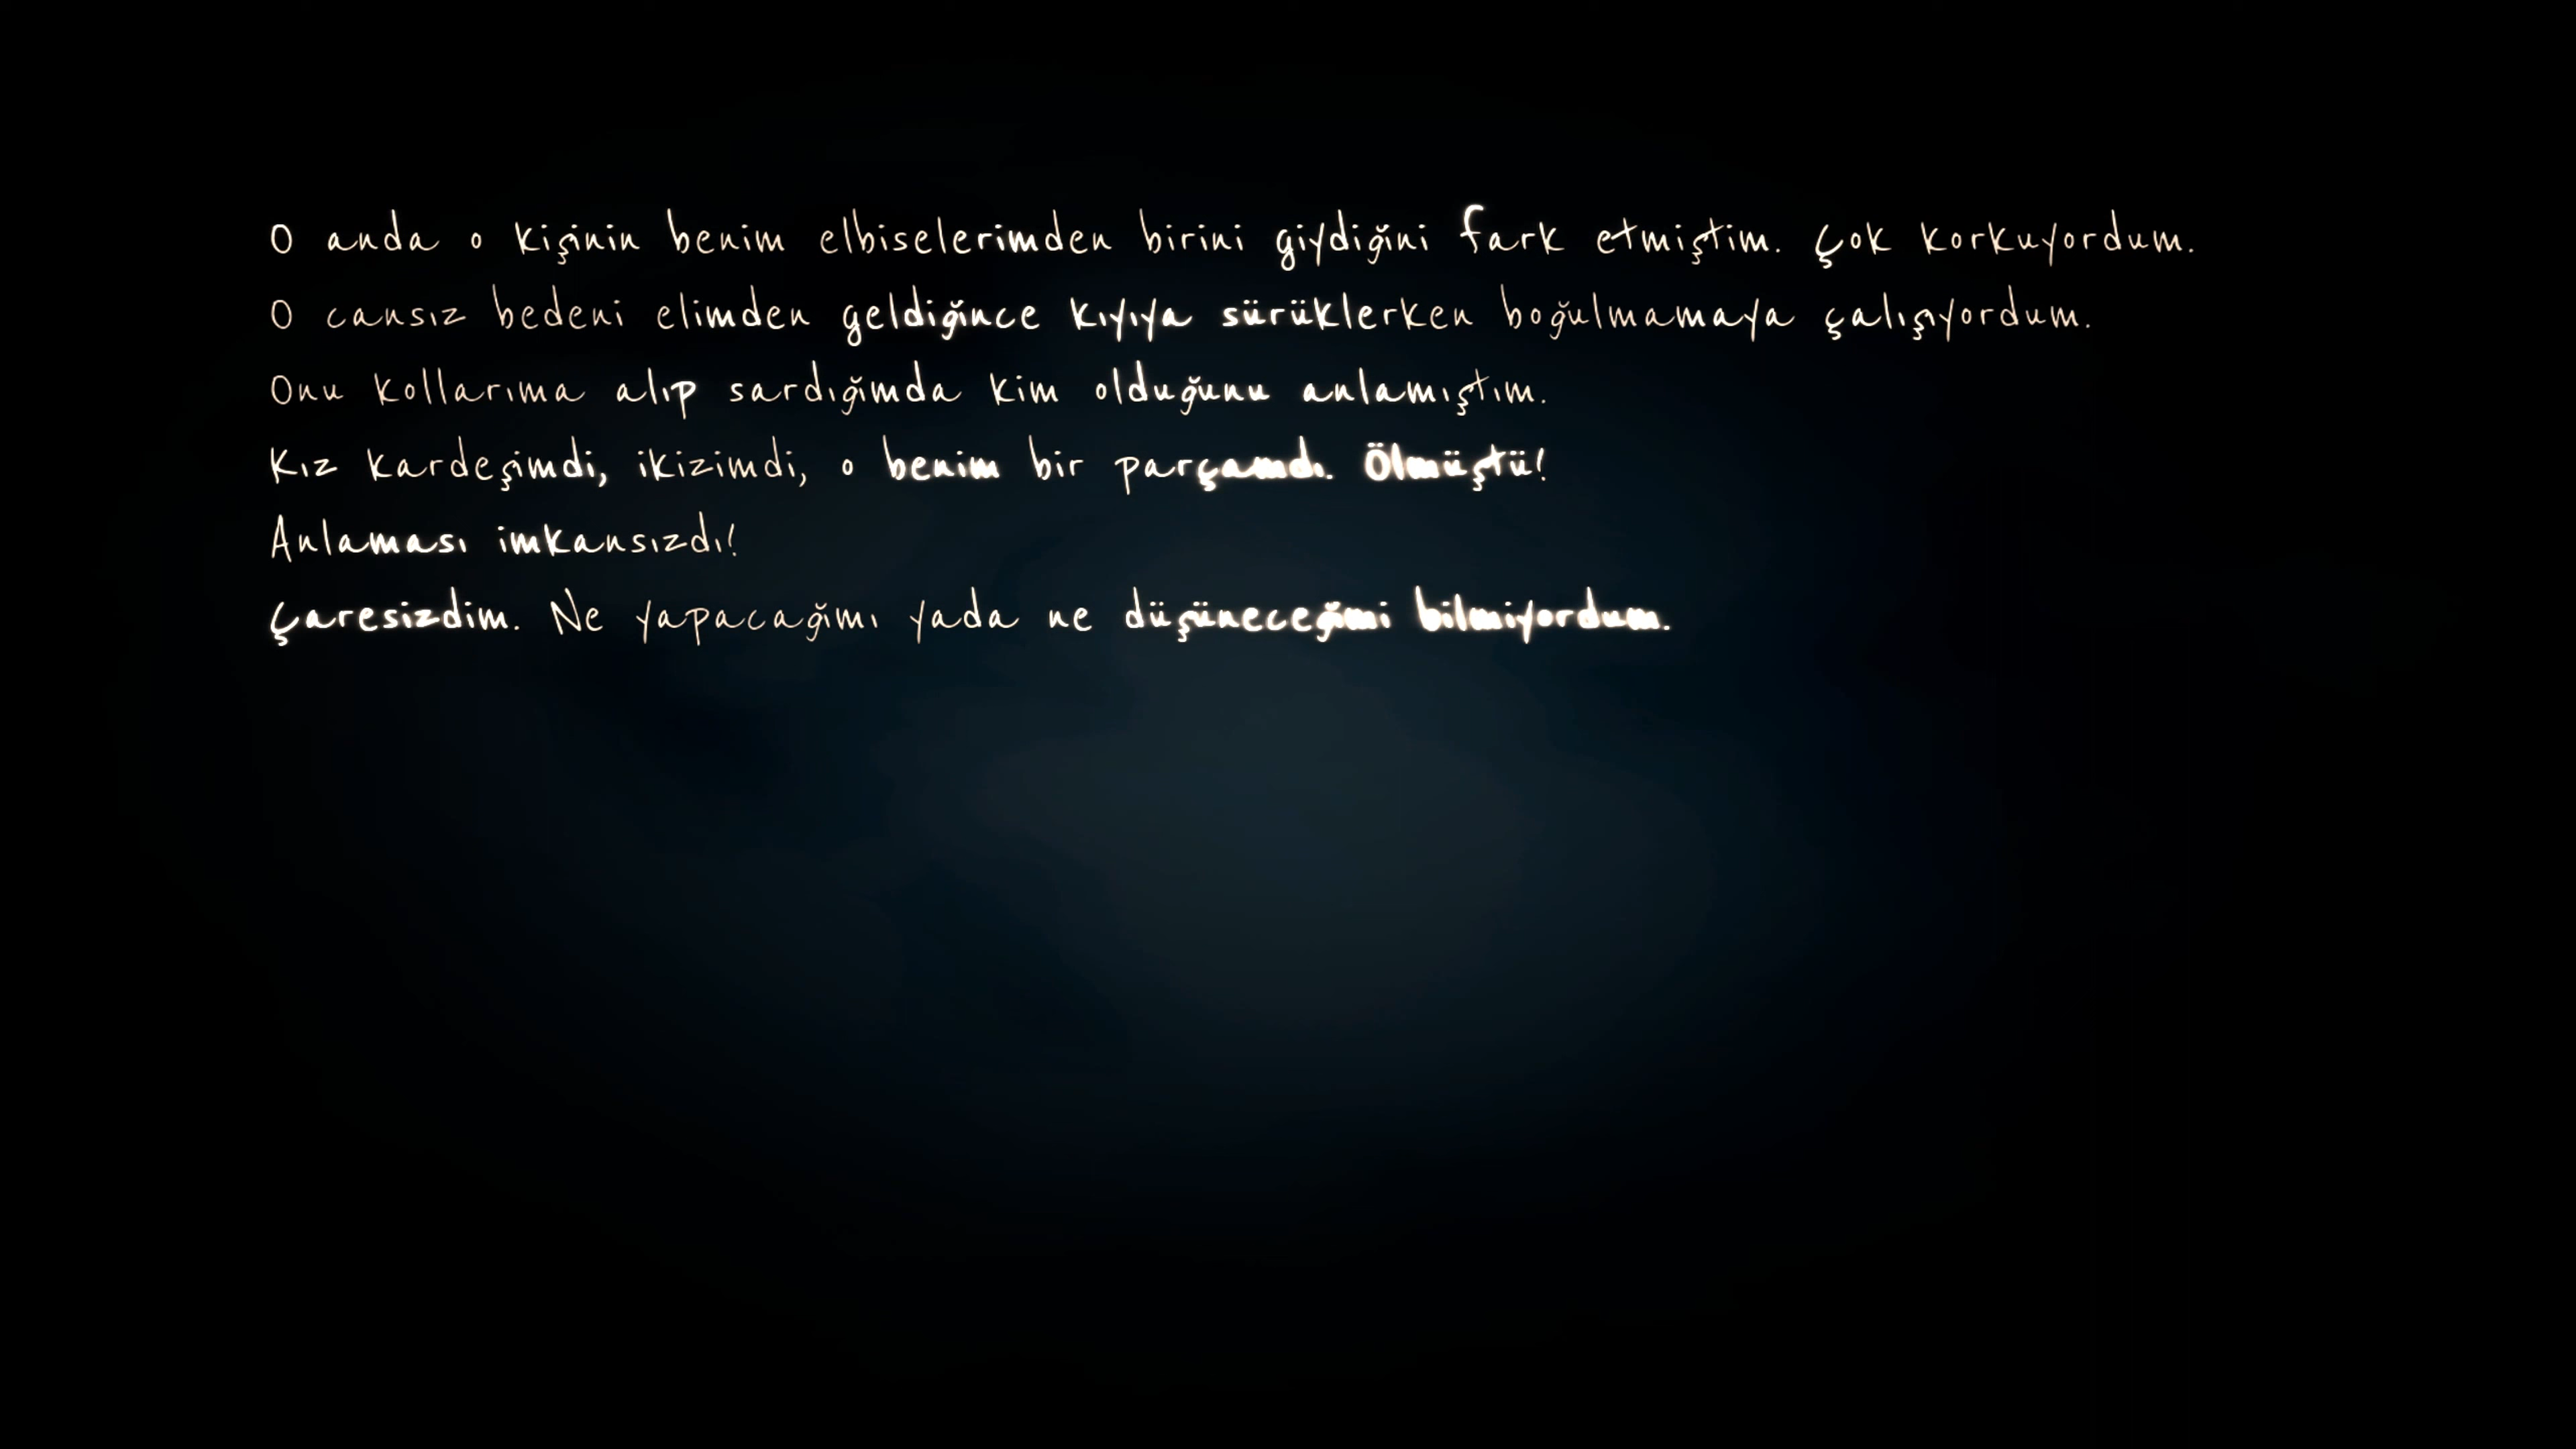 O anda o kişinin benim elbiselerimden birini giydiğini fark etmiştim. Çok korkuyordum.
O cansız bedeni elimden geldiğince kıyıya sürüklerken boğulmamaya çalışıyordum.
Onu kollarıma alıp sardığımda kim olduğunu anlamıştım.
Kız kardeşimdi, ikizimdi, o benim bir parçamdı. Ölmüştü!
Anlaması imkansızdı!
Çaresizdim. Ne yapacağımı yada ne düşüneceğimi bilmiyordum.